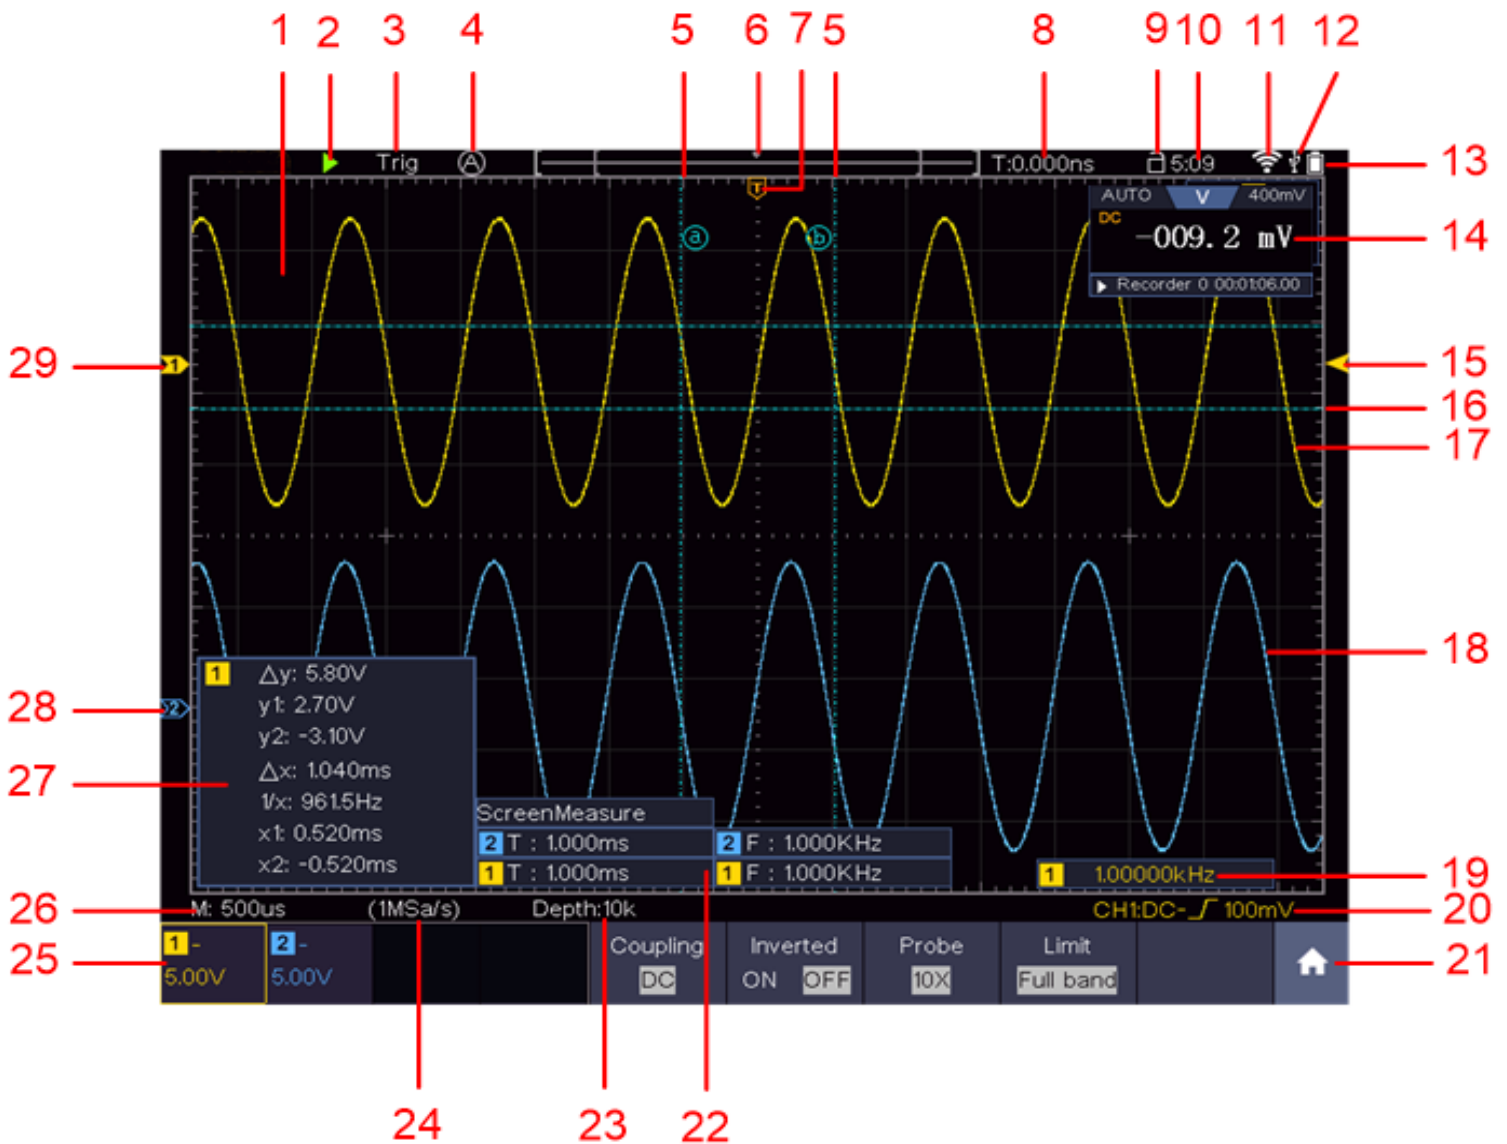 1 2 3 4 5 6 7 5 8 9 10 11 12
Trig A T:0.000ns 5:09
13
T
AUTO V 400mV
DC
-009.2 mV
14
Recorder 0 00:01:06.00
a b
29 1
15
16
17
18
28 2
27
1 △y: 5.80V
y1: 2.70V
y2: -3.10V
△x: 1.040ms
1/x: 961.5Hz
x1: 0.520ms
x2: -0.520ms
ScreenMeasure
2 T : 1.000ms 2 F : 1.000KHz
1 T : 1.000ms 1 F : 1.000KHz
1 1.00000kHz
19
26
M: 500us (1MSa/s) Depth:10k CH1:DC- 100mV
20
25
1 - 5.00V
2 - 5.00V
Coupling DC
Inverted ON OFF
Probe 10X
Limit Full band
21
24 23 22